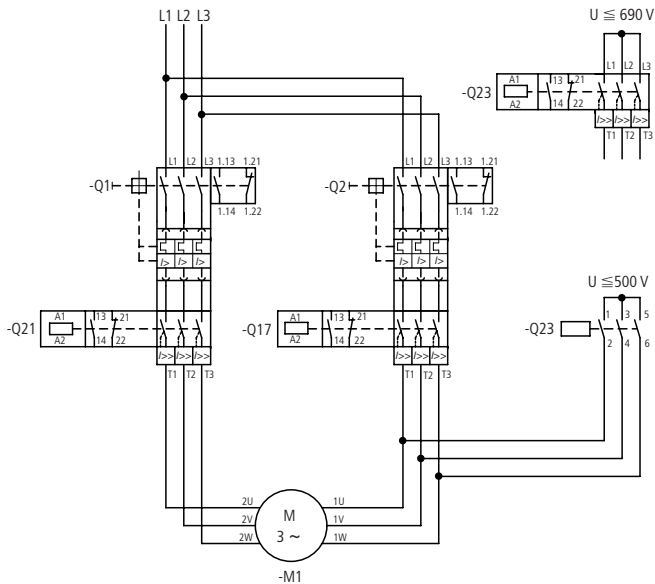 L1 L2 L3
U ≦ 690 V
L1 L2 L3
A1 13 21
-Q23
A2 14 22
I>> I>> I>>
T1 T2 T3
L1 L2 L3 1.13 1.21
-Q1
1.14 1.22
I> I> I>
L1 L2 L3 1.13 1.21
-Q2
1.14 1.22
I> I> I>
A1 13 21
-Q21
A2 14 22
I>> I>> I>>
T1 T2 T3
A1 13 21
-Q17
A2 14 22
I>> I>> I>>
T1 T2 T3
U ≦500 V
1 3 5
-Q23
2 4 6
2U 1U
M
2V 1V
3 ~
2W 1W
-M1